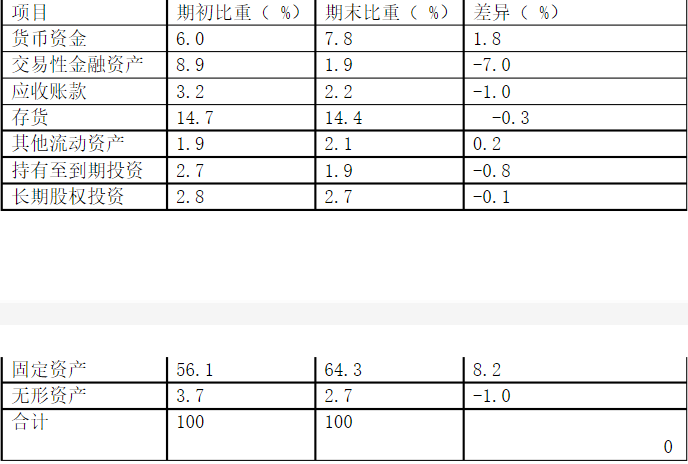 项目 期初比重（ %） 期末比重（ %） 差异（ %）
货币资金 6.0 7.8 1.8
交易性金融资产 8.9 1.9 -7.0
应收账款 3.2 2.2 -1.0
存货 14.7 14.4 -0.3
其他流动资产 1.9 2.1 0.2
持有至到期投资 2.7 1.9 -0.8
长期股权投资 2.8 2.7 -0.1
固定资产 56.1 64.3 8.2
无形资产 3.7 2.7 -1.0
合计 100 100
0